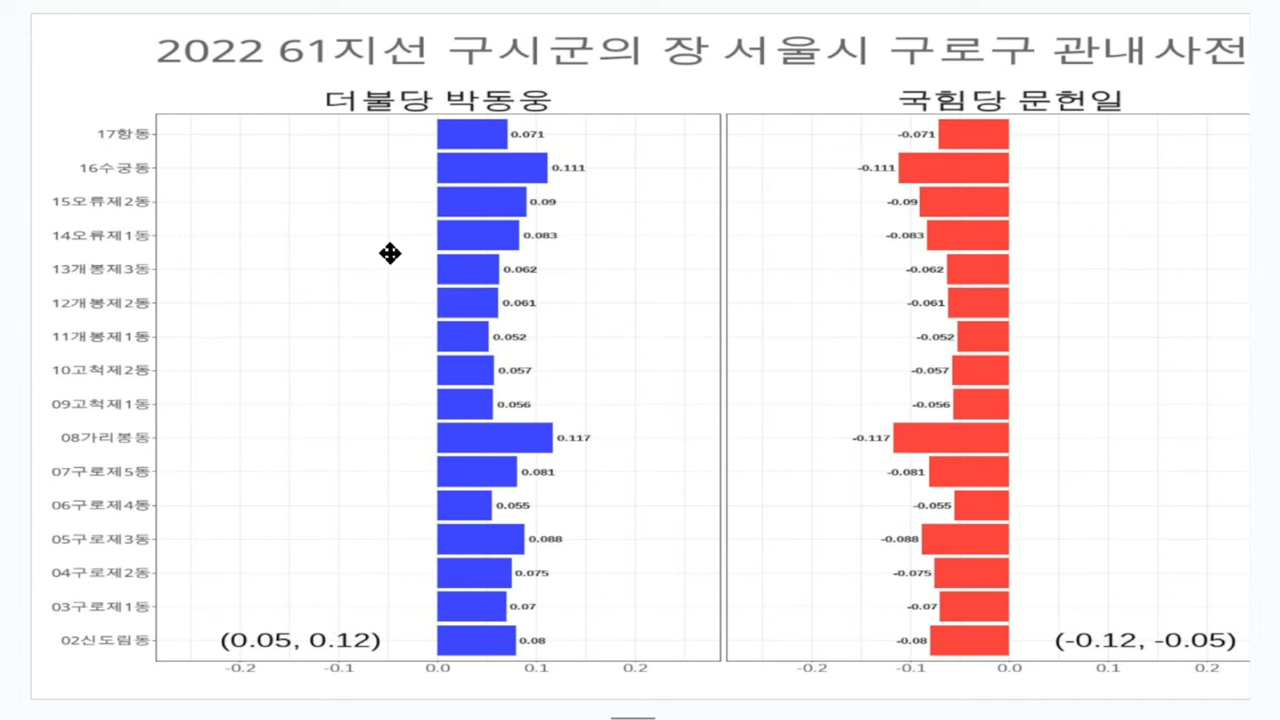 2022 61지선 구시군의 장 서울시 구로구 관내사전
더불당 박동웅 국힘당 문헌일
17항동 0.071 -0.071
16수궁동 0.111 -0.111
15오류제2동 0.09 -0.09
14오류제1동 0.083 -0.083
13개봉제3동 0.062 -0.062
12개봉제2동 0.061 -0.061
11개봉제1동 0.052 -0.052
10고척제2동 0.057 -0.057
09고척제1동 0.056 -0.056
08가리봉동 0.117 -0.117
07구로제5동 0.081 -0.081
06구로제4동 0.055 -0.055
05구로제3동 0.088 -0.088
04구로제2동 0.075 -0.075
03구로제1동 0.07 -0.07
02신도림동 (0.05, 0.12) 0.08 -0.08 (-0.12, -0.05)
-0.2 -0.1 0.0 0.1 0.2 -0.2 -0.1 0.0 0.1 0.2